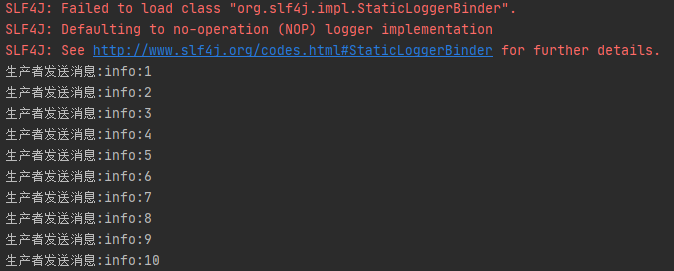 SLF4J: Failed to load class "org.slf4j.impl.StaticLoggerBinder".
SLF4J: Defaulting to no-operation (NOP) logger implementation
SLF4J: See http://www.slf4j.org/codes.html#StaticLoggerBinder for further details.
生产者发送消息:info:1
生产者发送消息:info:2
生产者发送消息:info:3
生产者发送消息:info:4
生产者发送消息:info:5
生产者发送消息:info:6
生产者发送消息:info:7
生产者发送消息:info:8
生产者发送消息:info:9
生产者发送消息:info:10